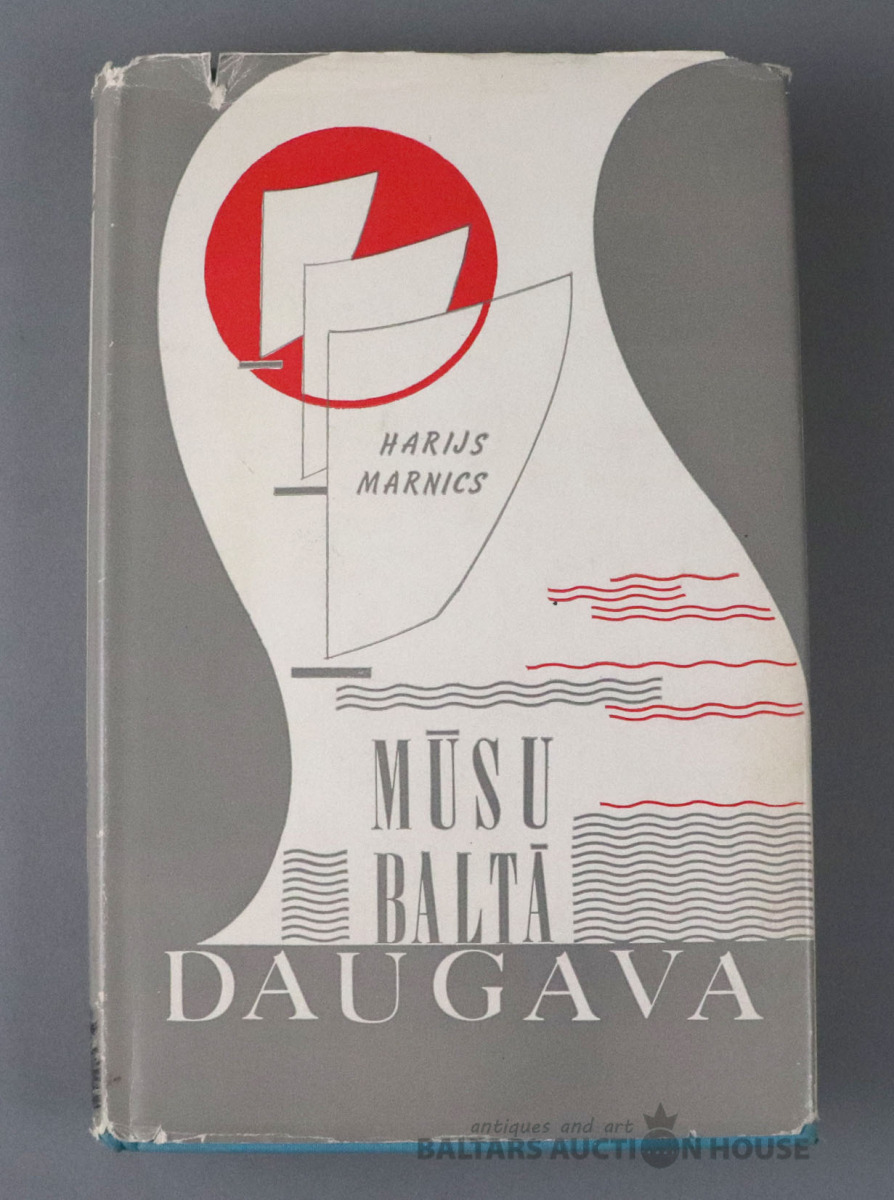 HARIJS
MARNICS
MŪSU
BALTĀ
DAUGAVA
antiques and art
BALTARS AUCTION HOUSE